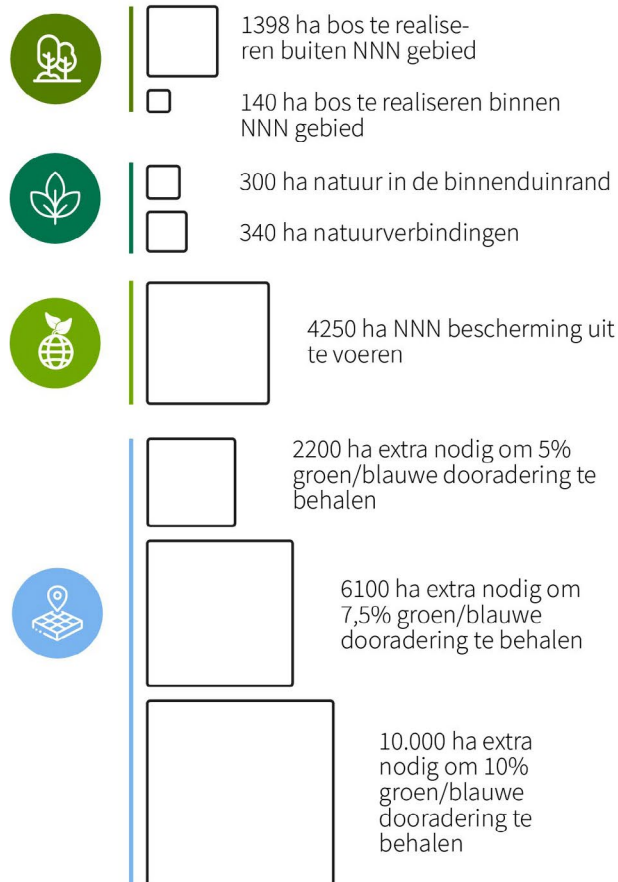 1398 ha bos te realise-
ren buiten NNN gebied
140 ha bos te realiseren binnen
NNN gebied
300 ha natuur in de binnenduinrand
340 ha natuurverbindingen
4250 ha NNN bescherming uit
te voeren
2200 ha extra nodig om 5%
groen/blauwe dooradering te
behalen
6100 ha extra nodig om
7,5% groen/blauwe
dooradering te behalen
10.000 ha extra
nodig om 10%
groen/blauwe
dooradering te
behalen